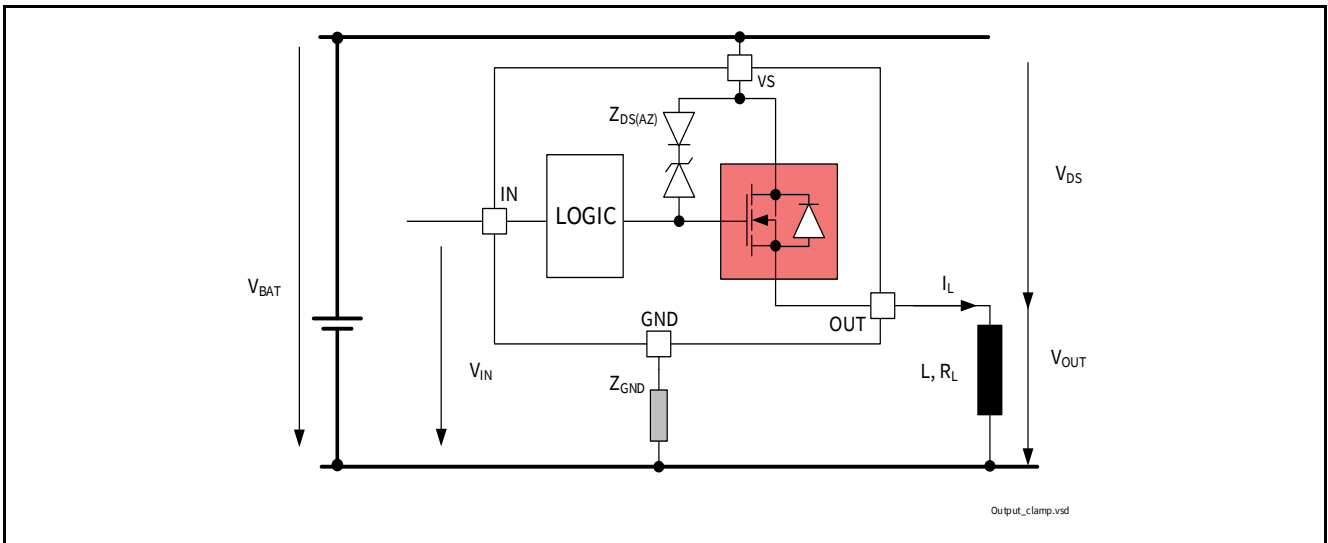 VS
Z_DS(AZ)
V_DS
IN
LOGIC
V_BAT
I_L
OUT
GND
V_OUT
V_IN
L, R_L
Z_GND
Output_clamp.vsd